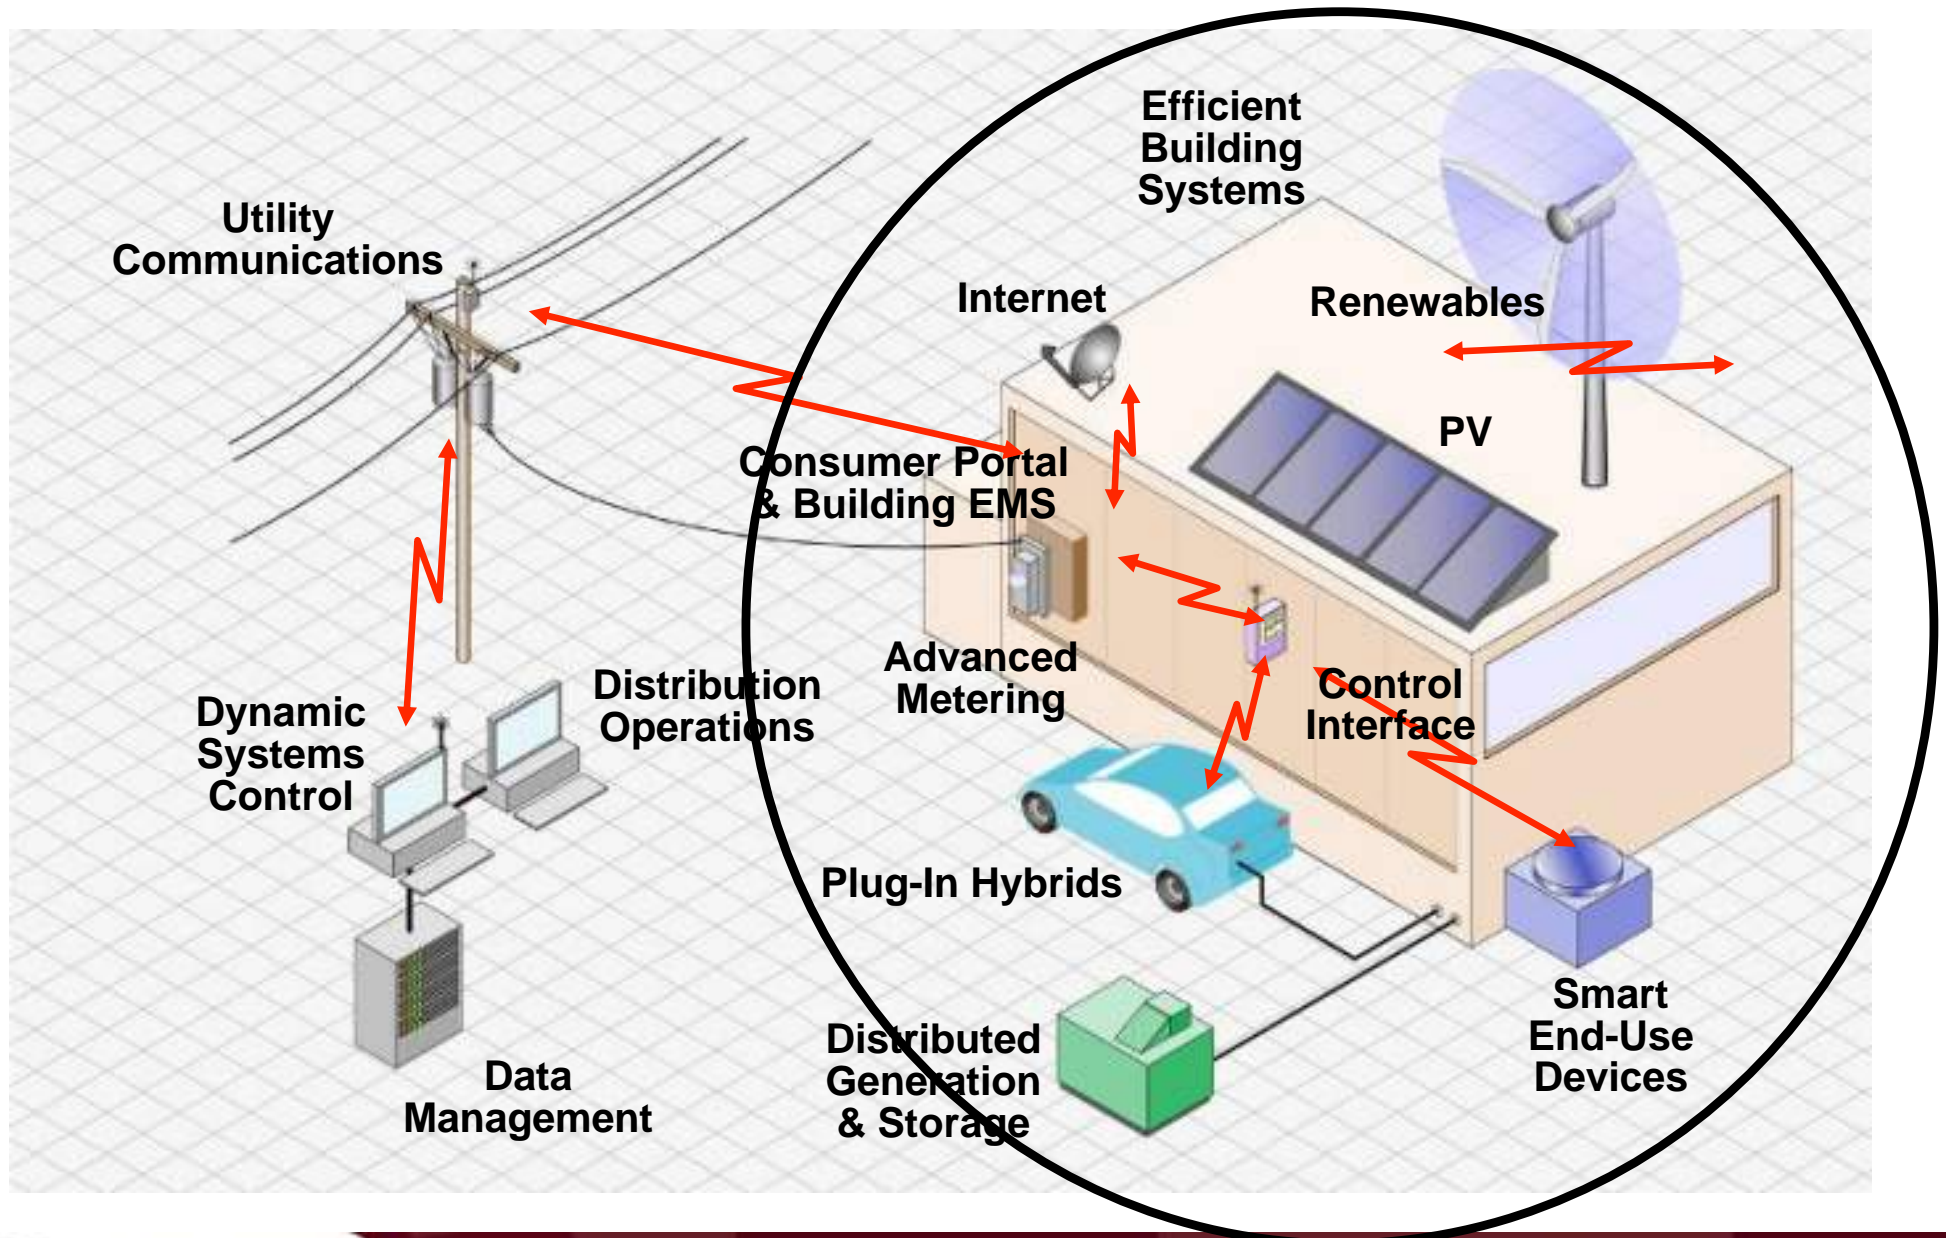 Efficient
Building
Systems
Utility
Communications
Internet
Renewables
PV
Consumer Portal
& Building EMS
Advanced
Metering
Control
Interface
Distribution
Operations
Dynamic
Systems
Control
Plug-In Hybrids
Smart
End-Use
Devices
Distributed
Generation
& Storage
Data
Management